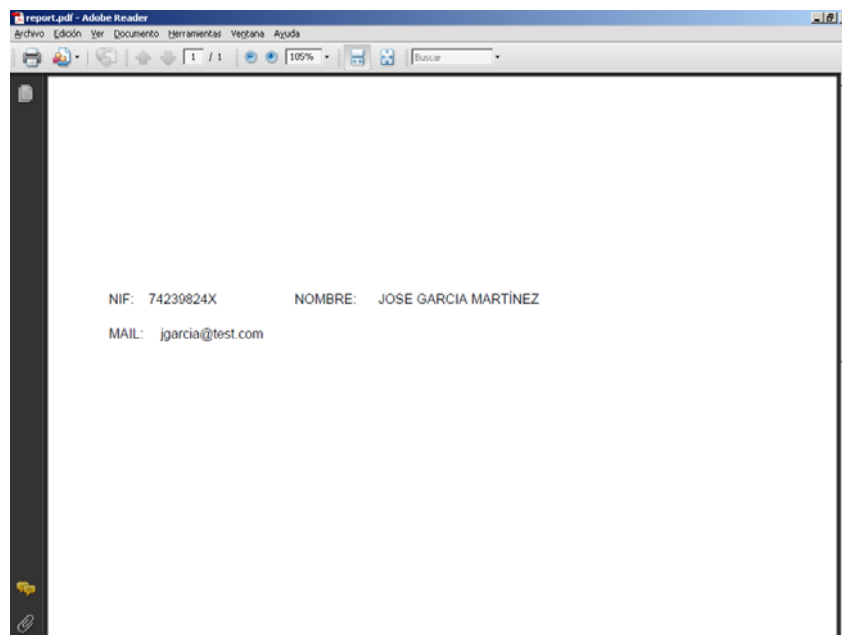 report.pdf - Adobe Reader
Archivo Edición Ver Documento Herramientas Ventana Ayuda
1 / 1 105% Buscar
NIF: 74239824X NOMBRE: JOSE GARCIA MARTÍNEZ
MAIL: jgarcia@test.com